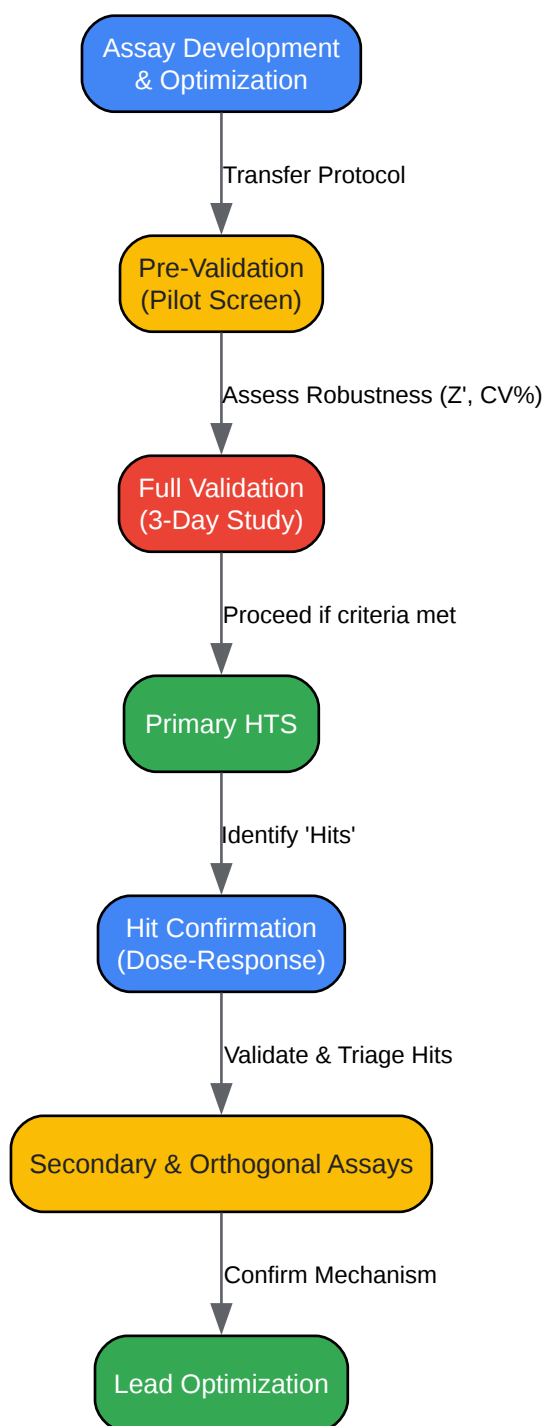 Assay Development
& Optimization
Transfer Protocol
Pre-Validation
(Pilot Screen)
Assess Robustness (Z', CV%)
Full Validation
(3-Day Study)
Proceed if criteria met
Primary HTS
Identify 'Hits'
Hit Confirmation
(Dose-Response)
Validate & Triage Hits
Secondary & Orthogonal Assays
Confirm Mechanism
Lead Optimization